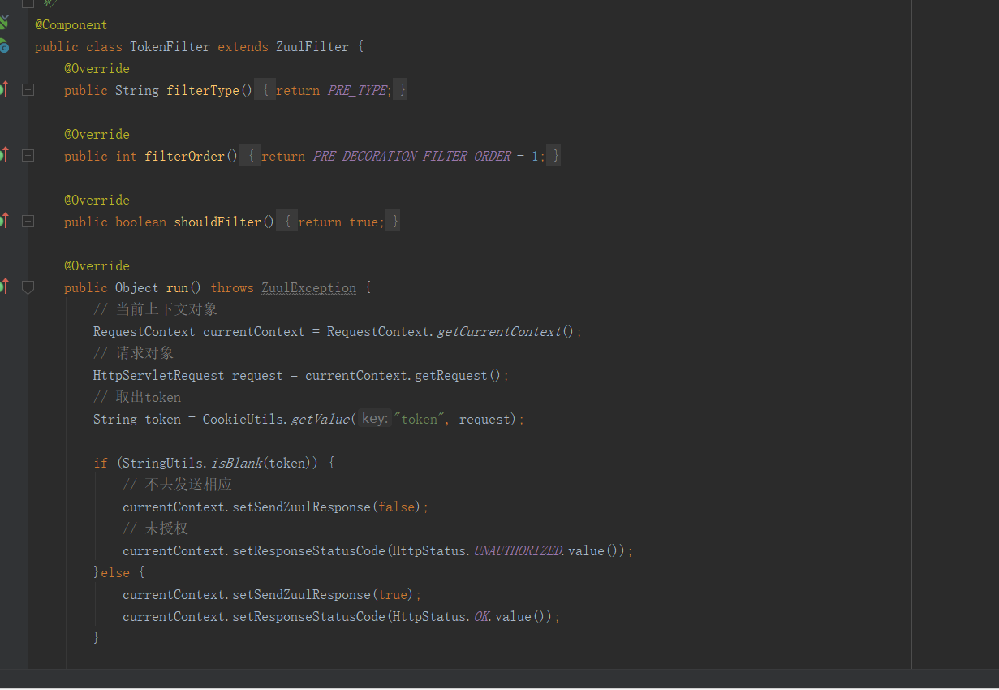 */
@Component
public class TokenFilter extends ZuulFilter {
@Override
public String filterType() { return PRE_TYPE; }
@Override
public int filterOrder() { return PRE_DECORATION_FILTER_ORDER - 1; }
@Override
public boolean shouldFilter() { return true; }
@Override
public Object run() throws ZuulException {
// 当前上下文对象
RequestContext currentContext = RequestContext.getCurrentContext();
// 请求对象
HttpServletRequest request = currentContext.getRequest();
// 取出token
String token = CookieUtils.getValue( key: "token", request);
if (StringUtils.isBlank(token)) {
// 不去发送相应
currentContext.setSendZuulResponse(false);
// 未授权
currentContext.setResponseStatusCode(HttpStatus.UNAUTHORIZED.value());
}else {
currentContext.setSendZuulResponse(true);
currentContext.setResponseStatusCode(HttpStatus.OK.value());
}